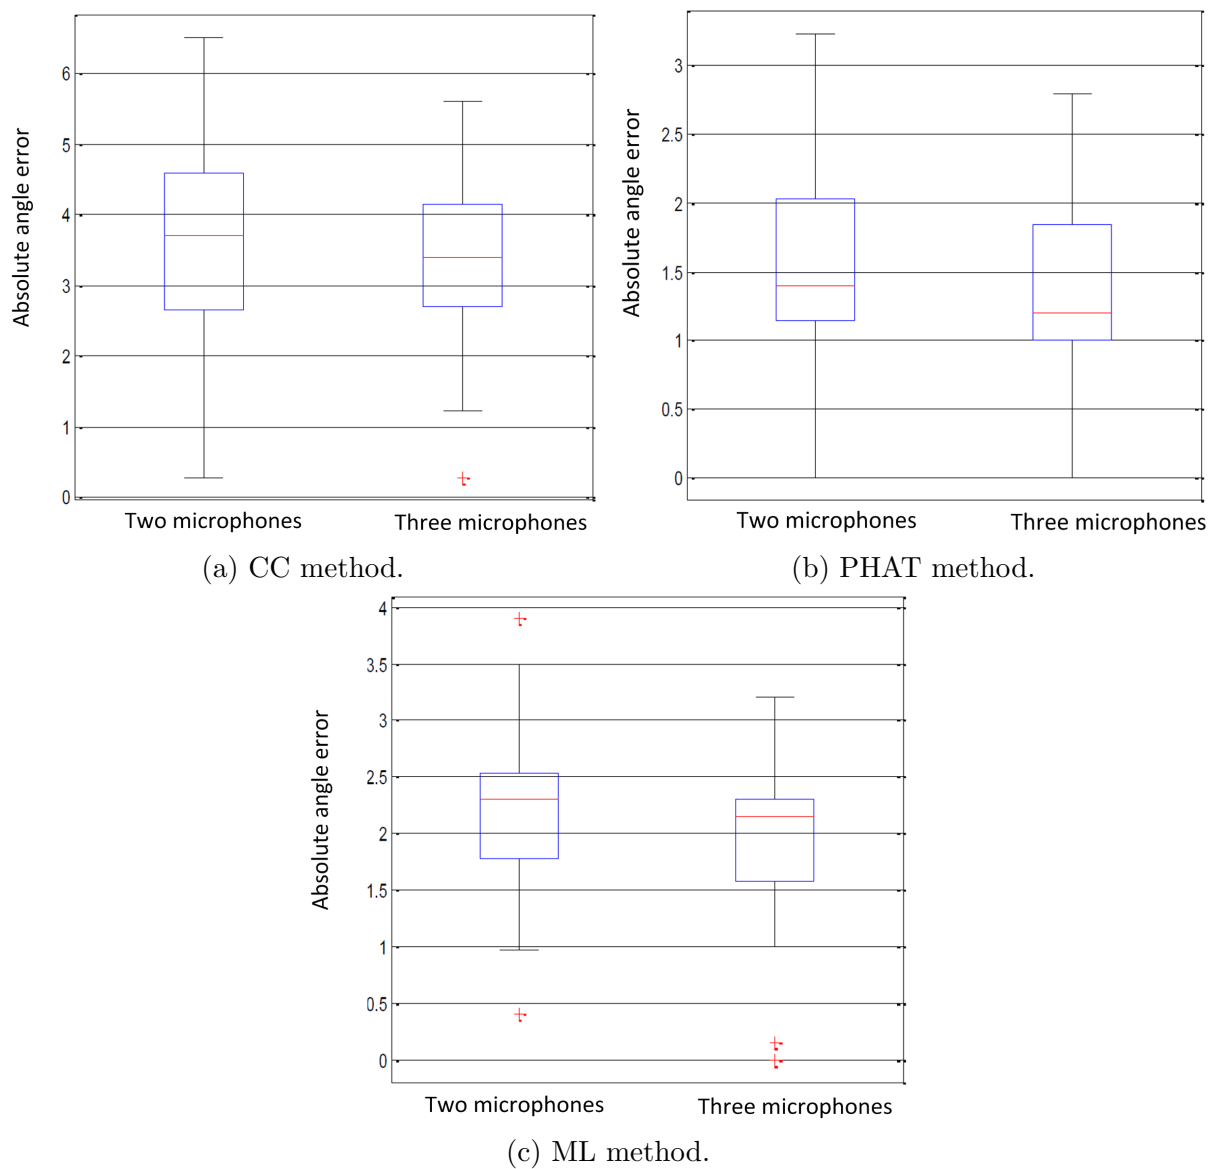 Absolute angle error
6
5
4
3
2
1
0
Two microphones
Three microphones
(a) CC method.
Absolute angle error
3
2.5
2
1.5
1
0.5
0
Two microphones
Three microphones
(b) PHAT method.
Absolute angle error
4
3.5
3
2.5
2
1.5
1
0.5
0
Two microphones
Three microphones
(c) ML method.